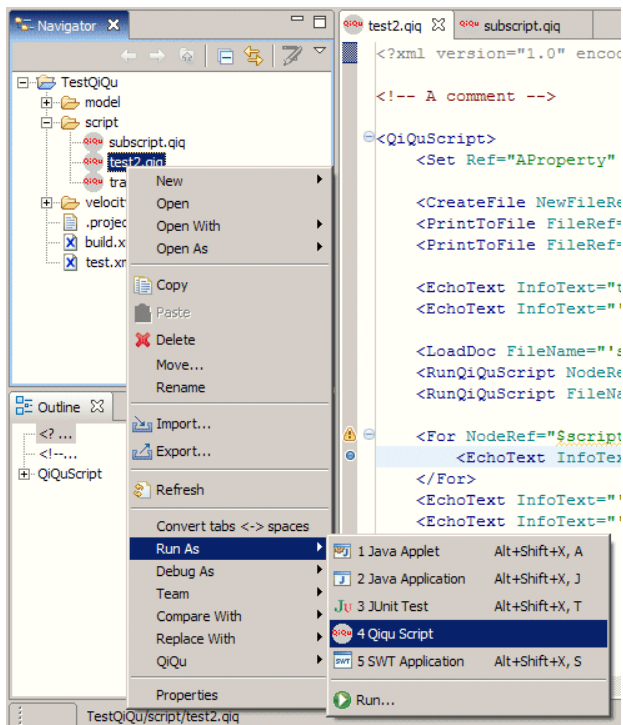 Navigator
TestQiQu
model
script
subscript.qiq
test2.qiq
tra
velocit
.projec
build.x
test.xm
New
Open
Open With
Open As
Copy
Paste
Delete
Move...
Rename
Import...
Export...
Refresh
Convert tabs <-> spaces
Run As
Debug As
Team
Compare With
Replace With
QiQu
Properties
1 Java Applet Alt+Shift+X, A
2 Java Application Alt+Shift+X, J
3 JUnit Test Alt+Shift+X, T
4 Qiqu Script
5 SWT Application Alt+Shift+X, S
Run...
Outline
<? ...
<!--...
QiQuScript
test2.qiq subscript.qiq
<?xml version="1.0" encod
<!-- A comment -->
<QiQuScript>
<Set Ref="AProperty"
<CreateFile NewFileRe
<PrintToFile FileRef=
<PrintToFile FileRef=
<EchoText InfoText="t
<EchoText InfoText="'
<LoadDoc FileName="'s
<RunQiQuScript NodeRe
<RunQiQuScript FileNa
<For NodeRef="$script
<EchoText InfoTex
</For>
<EchoText InfoText="'
<EchoText InfoText="'
TestQiQu/script/test2.qiq